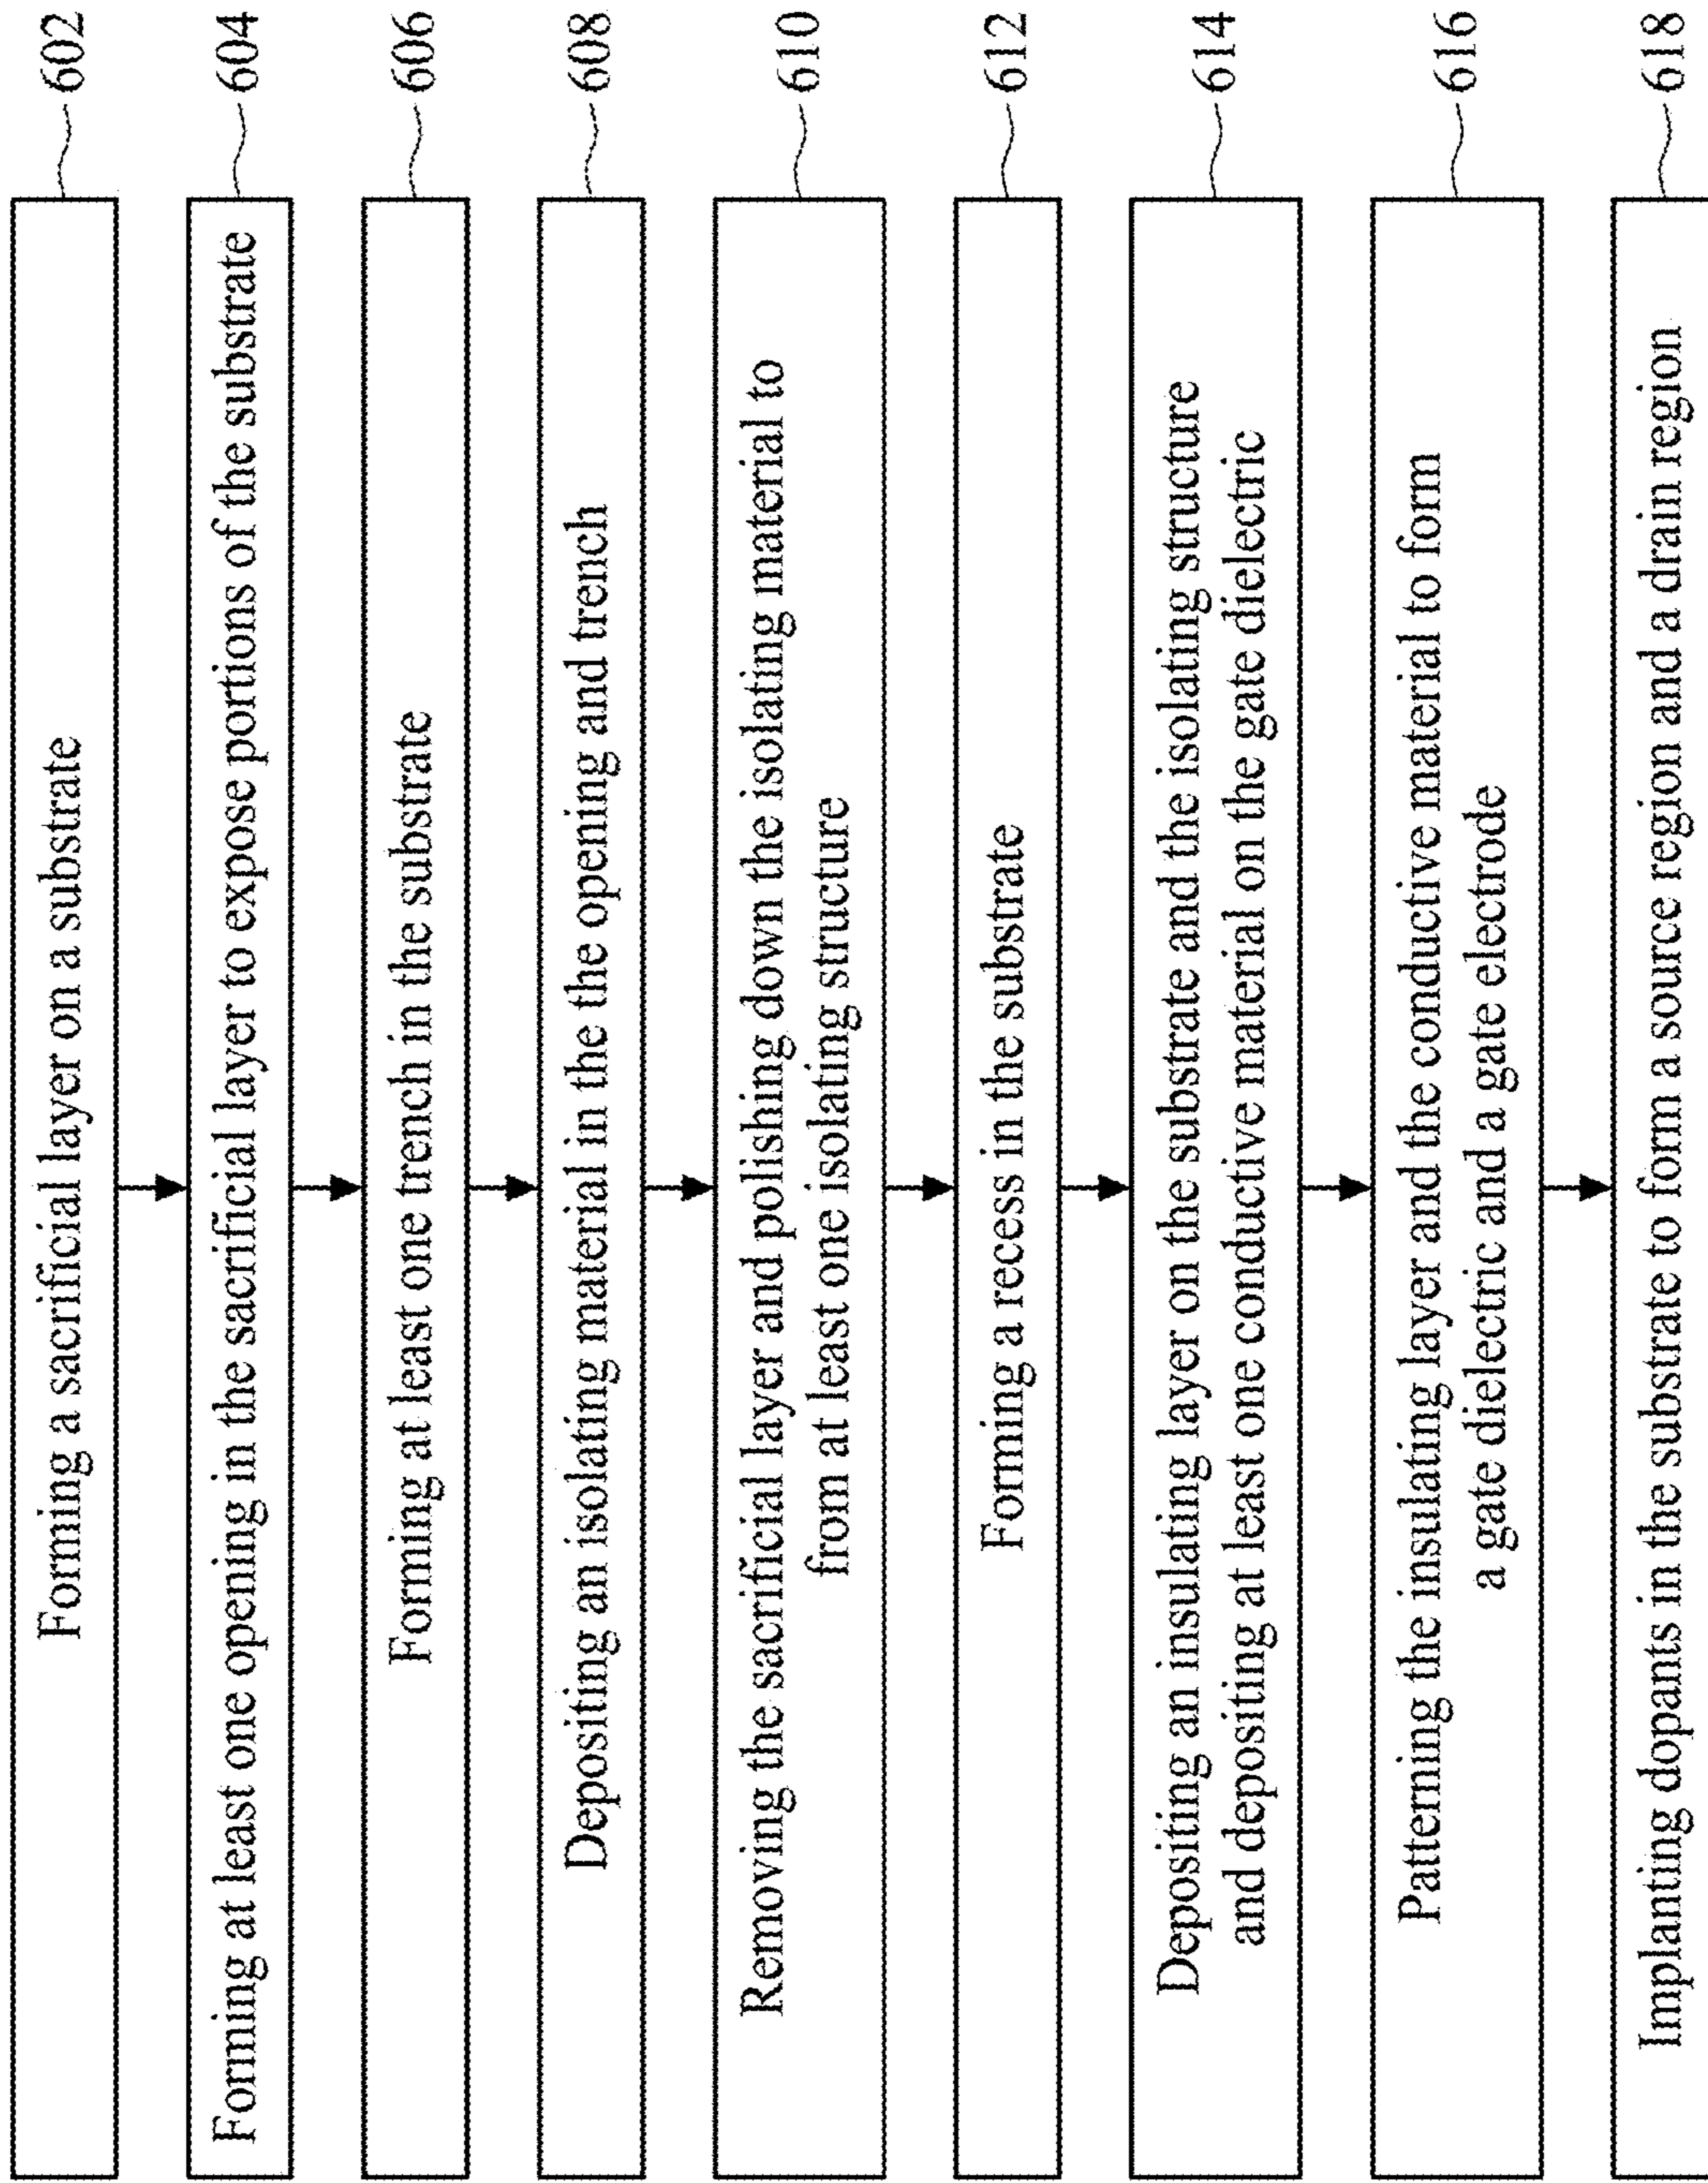 Forming a sacrificial layer on a substrate
602
Forming at least one opening in the sacrificial layer to expose portions of the substrate
604
Forming at least one trench in the substrate
606
Depositing an isolating material in the the opening and trench
608
Removing the sacrificial layer and polishing down the isolating material to
from at least one isolating structure
610
Forming a recess in the substrate
612
Depositing an insulating layer on the substrate and the isolating structure
and depositing at least one conductive material on the gate dielectric
614
Patterning the insulating layer and the conductive material to form
a gate dielectric and a gate electrode
616
Implanting dopants in the substrate to form a source region and a drain region
618